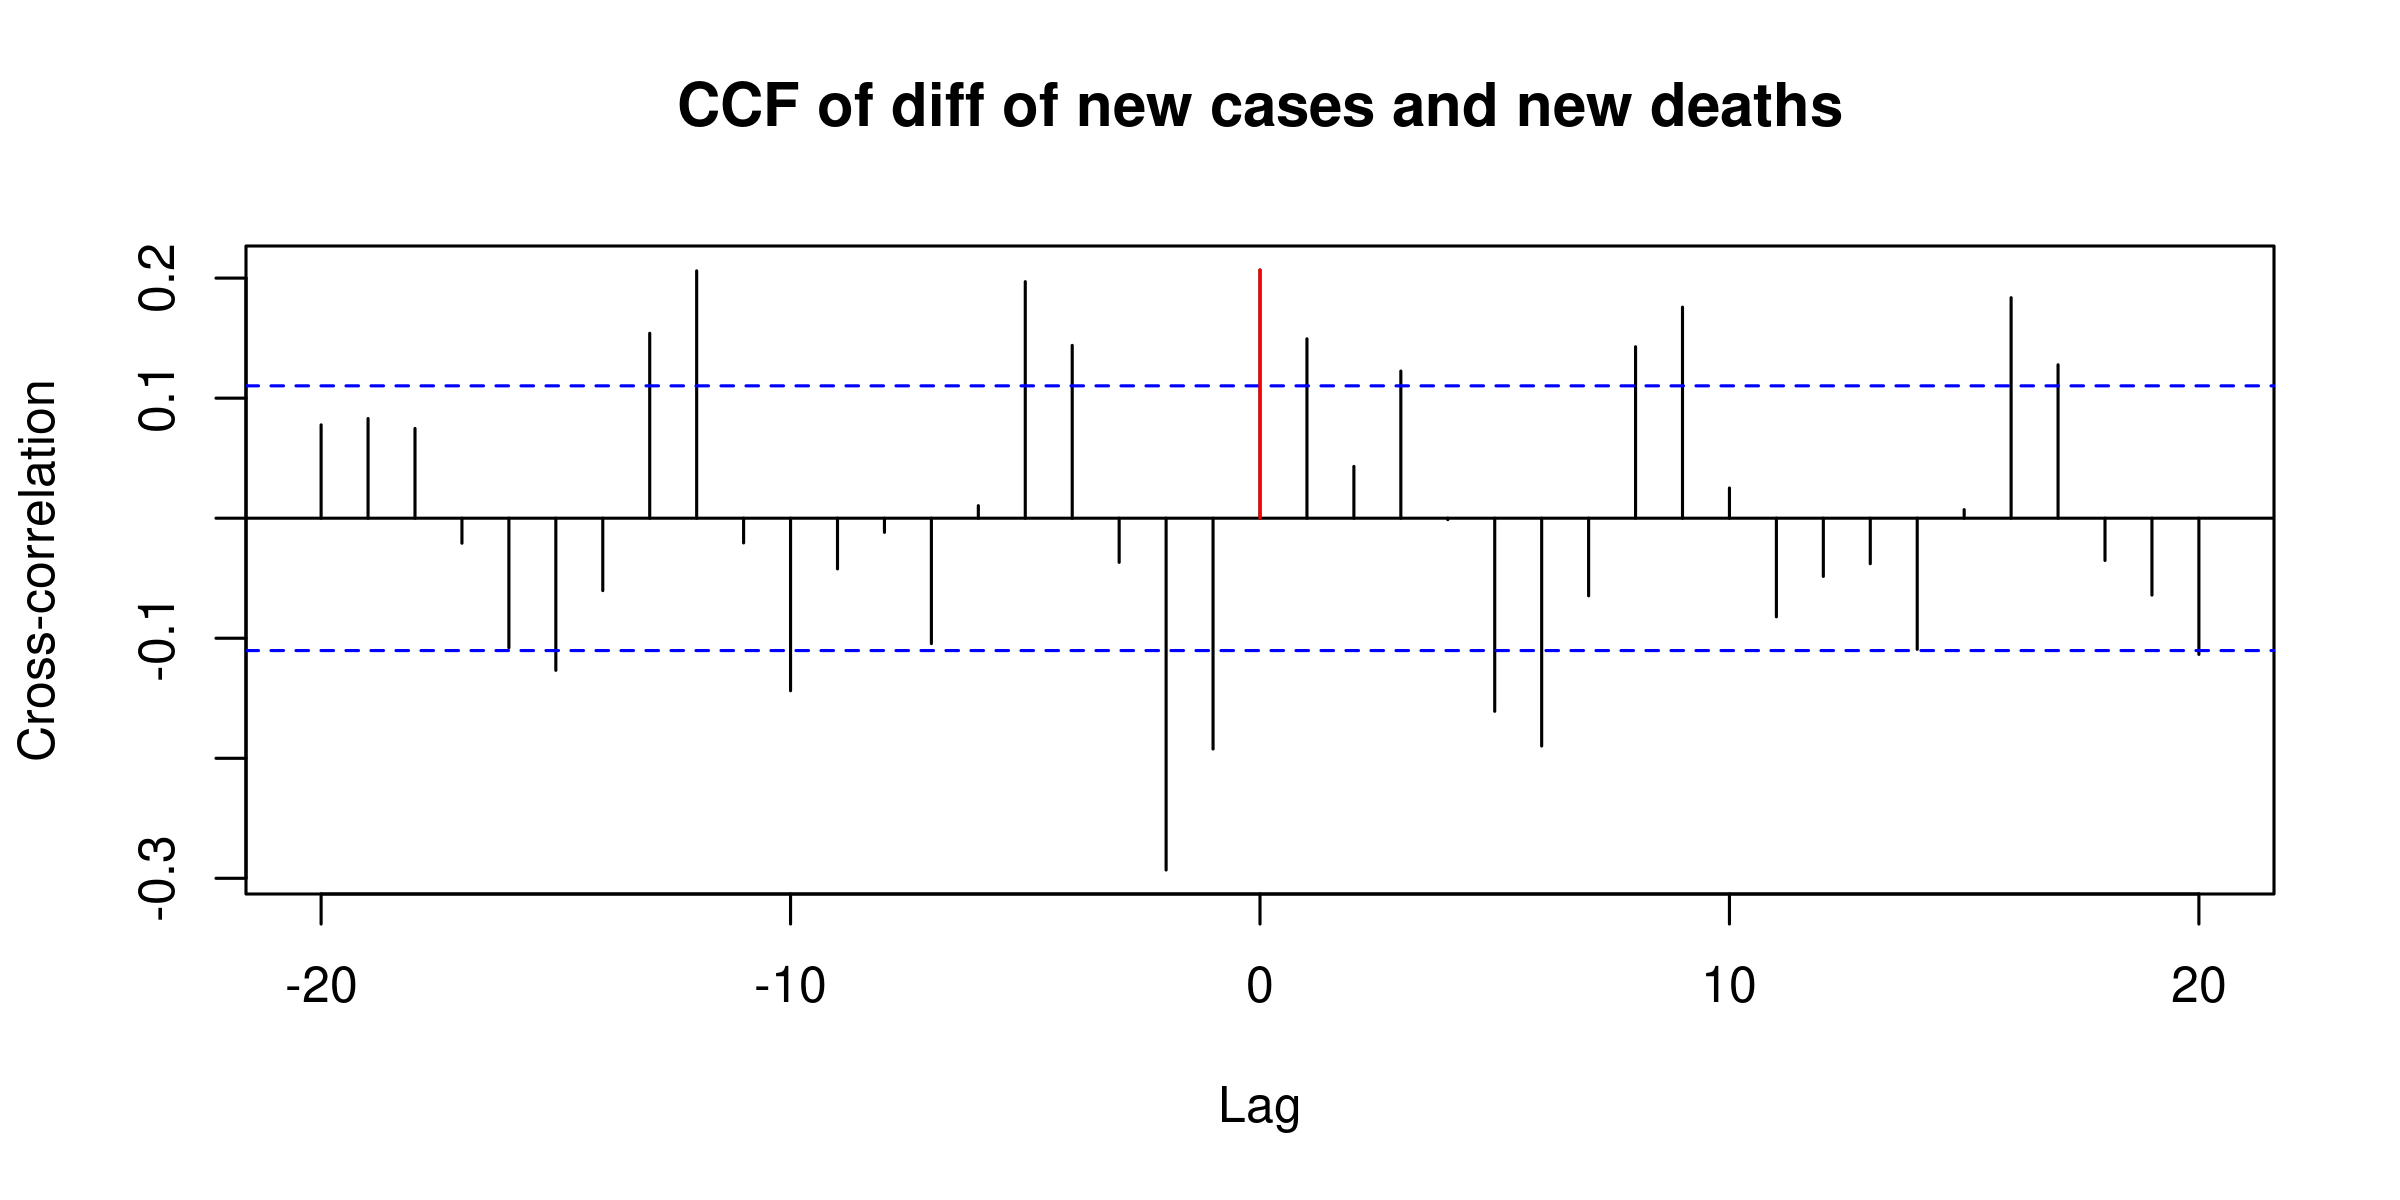 CCF of diff of new cases and new deaths
Cross-correlation
0.2
0.1
-0.1
-0.3
-20 -10 0 10 20
Lag